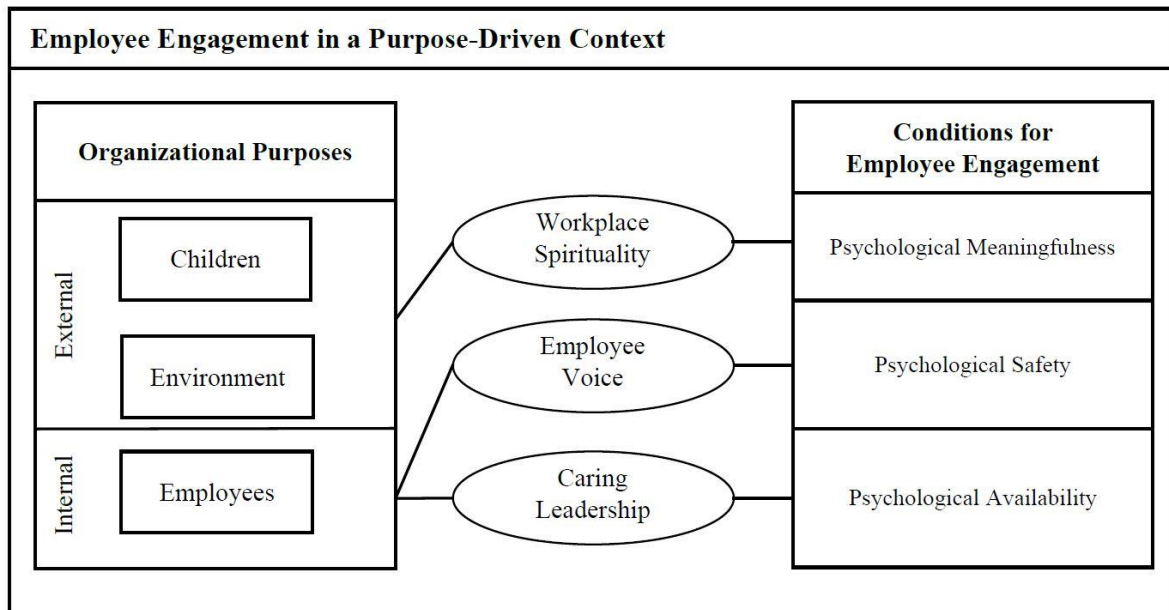 Employee Engagement in a Purpose-Driven Context
Organizational Purposes
External
Children
Environment
Internal
Employees
Workplace
Spirituality
Employee
Voice
Caring
Leadership
Conditions for
Employee Engagement
Psychological Meaningfulness
Psychological Safety
Psychological Availability